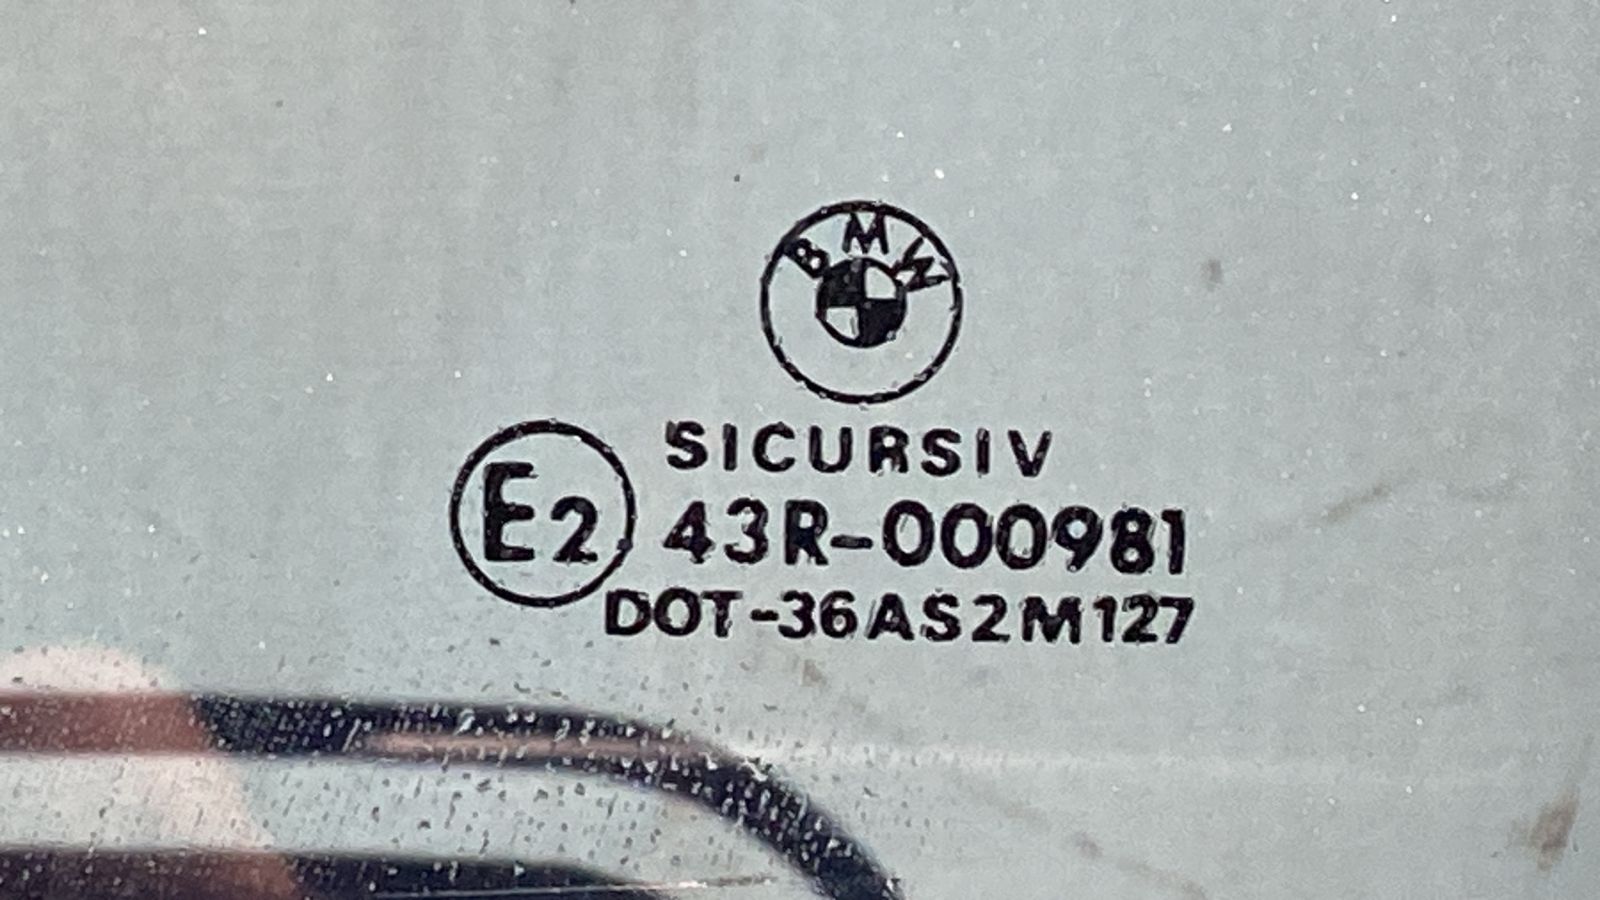 BMW
SICURSIV
E2 43R-000981
DOT-36AS2M127